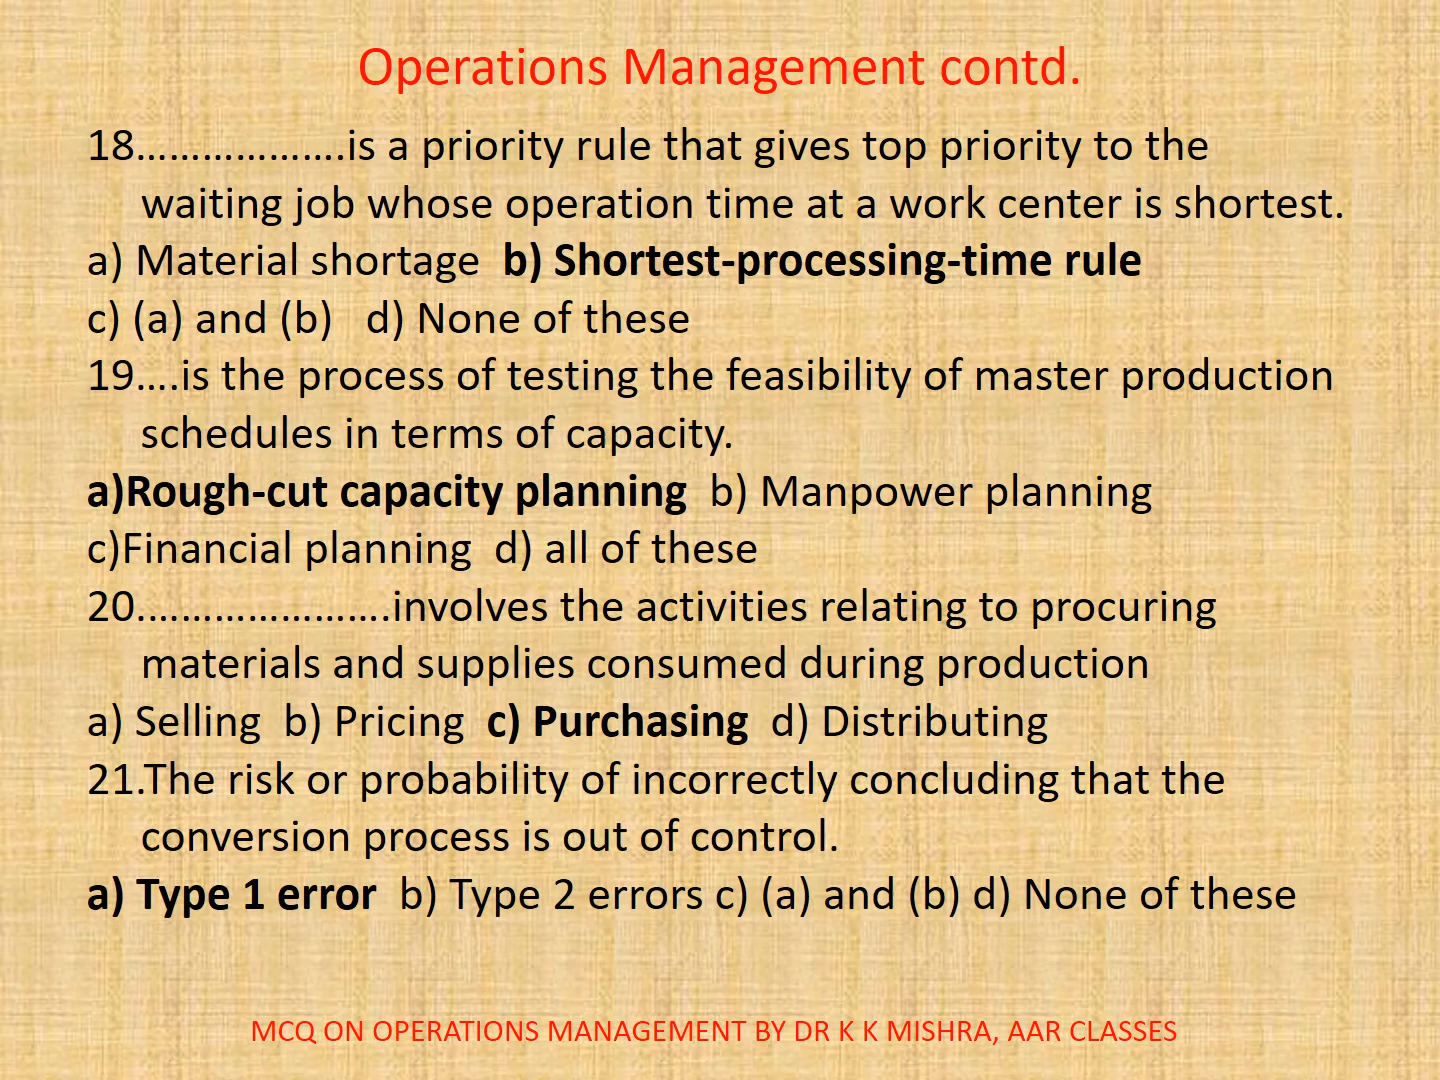 Operations Management contd.
18……………….is a priority rule that gives top priority to the
waiting job whose operation time at a work center is shortest.
a) Material shortage  b) Shortest-processing-time rule
c) (a) and (b)   d) None of these
19….is the process of testing the feasibility of master production
schedules in terms of capacity.
a)Rough-cut capacity planning  b) Manpower planning
c)Financial planning  d) all of these
20………………….involves the activities relating to procuring
materials and supplies consumed during production
a) Selling  b) Pricing  c) Purchasing  d) Distributing
21.The risk or probability of incorrectly concluding that the
conversion process is out of control.
a) Type 1 error  b) Type 2 errors c) (a) and (b) d) None of these
MCQ ON OPERATIONS MANAGEMENT BY DR K K MISHRA, AAR CLASSES